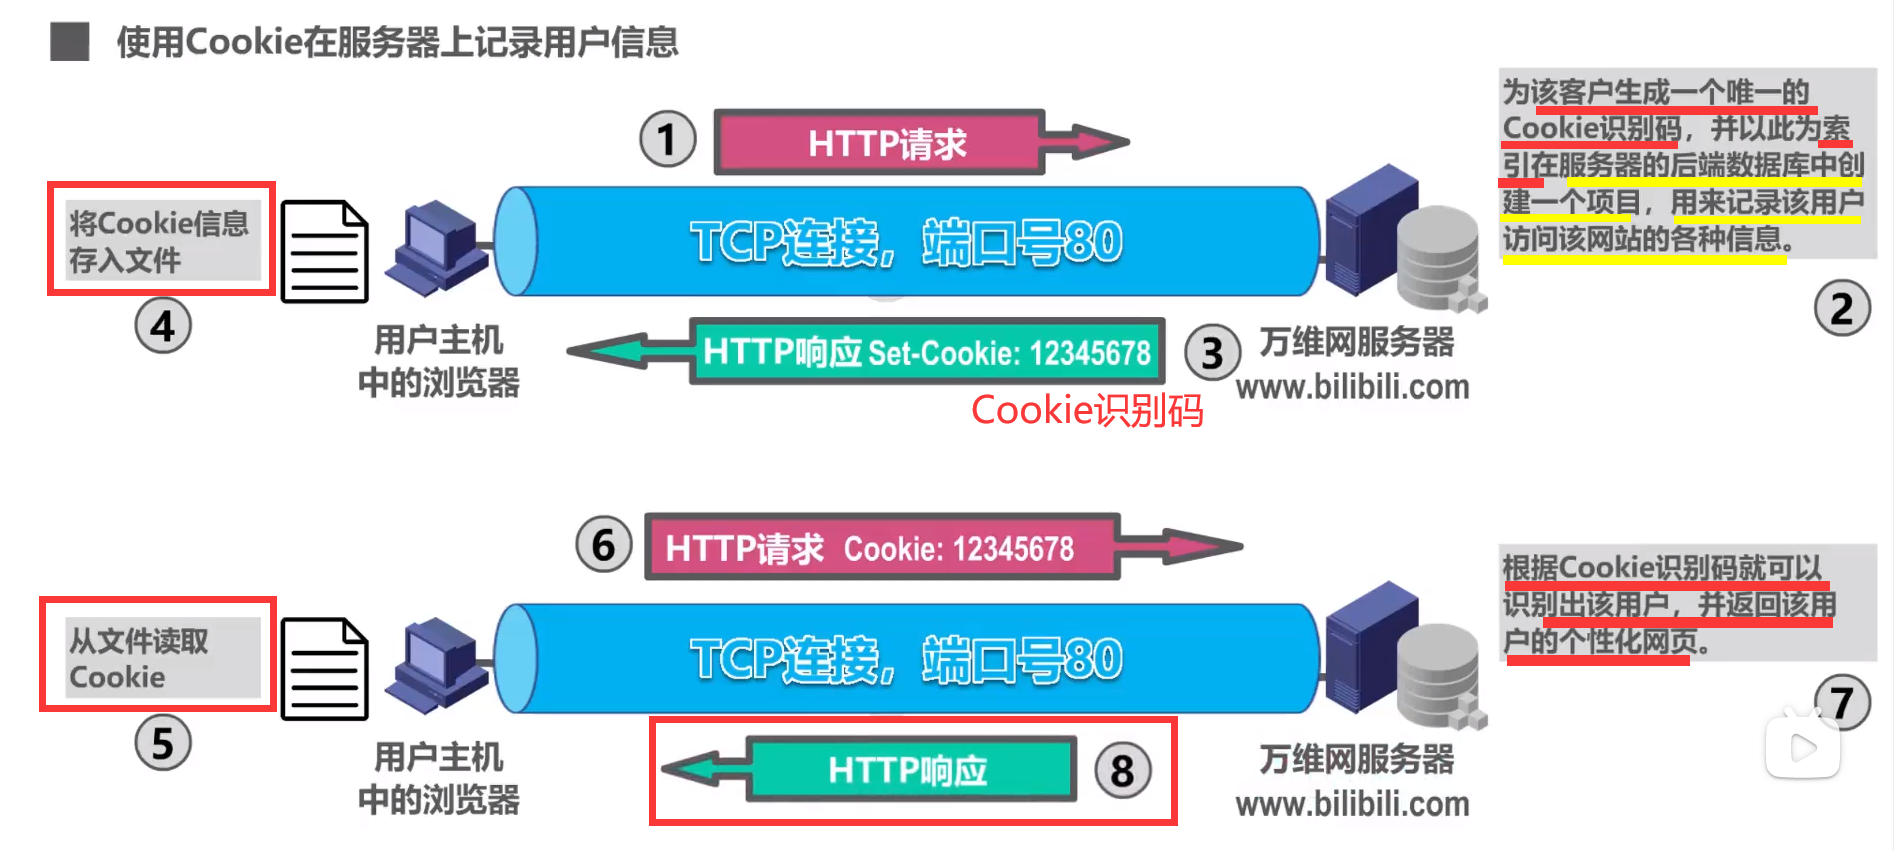 使用Cookie在服务器上记录用户信息
1
HTTP请求
为该客户生成一个唯一的
Cookie识别码，并以此为索
引在服务器的后端数据库中创
建一个项目，用来记录该用户
访问该网站的各种信息。
2
将Cookie信息
存入文件
4
TCP连接，端口号80
用户主机
中的浏览器
HTTP响应 Set-Cookie: 12345678
3
万维网服务器
www.bilibili.com
Cookie识别码
6
HTTP请求 Cookie: 12345678
根据Cookie识别码就可以
识别出该用户，并返回该用
户的个性化网页。
7
从文件读取
Cookie
5
TCP连接，端口号80
用户主机
中的浏览器
HTTP响应
8
万维网服务器
www.bilibili.com